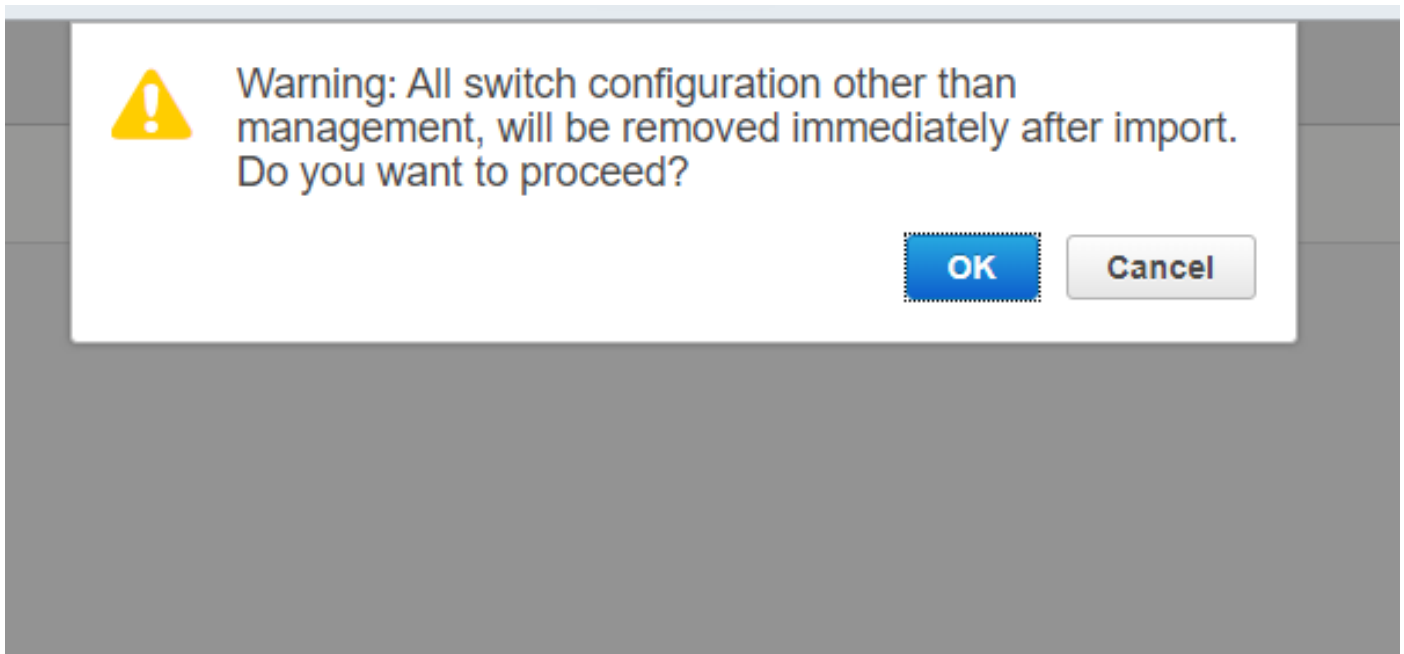 Warning: All switch configuration other than
management, will be removed immediately after import.
Do you want to proceed?
OK
Cancel